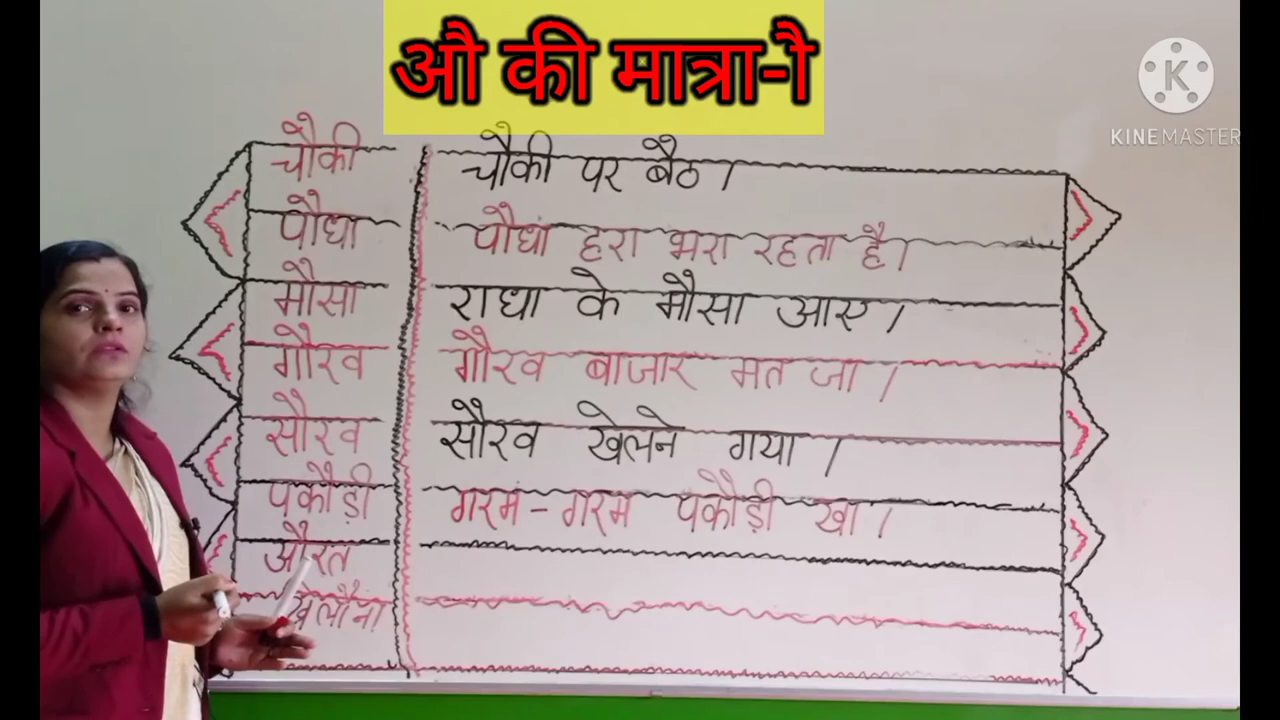 औ की मात्रा-ौ
KINEMASTER
चौकी चौकी पर बैठ।
पौधा पौधा हरा भरा रहता है।
मौसा राधा के मौसा आए।
गौरव गौरव बाजार मत जा।
सौरव सौरव खेलने गया।
पकौड़ी गरम-गरम पकौड़ी खा।
औरत